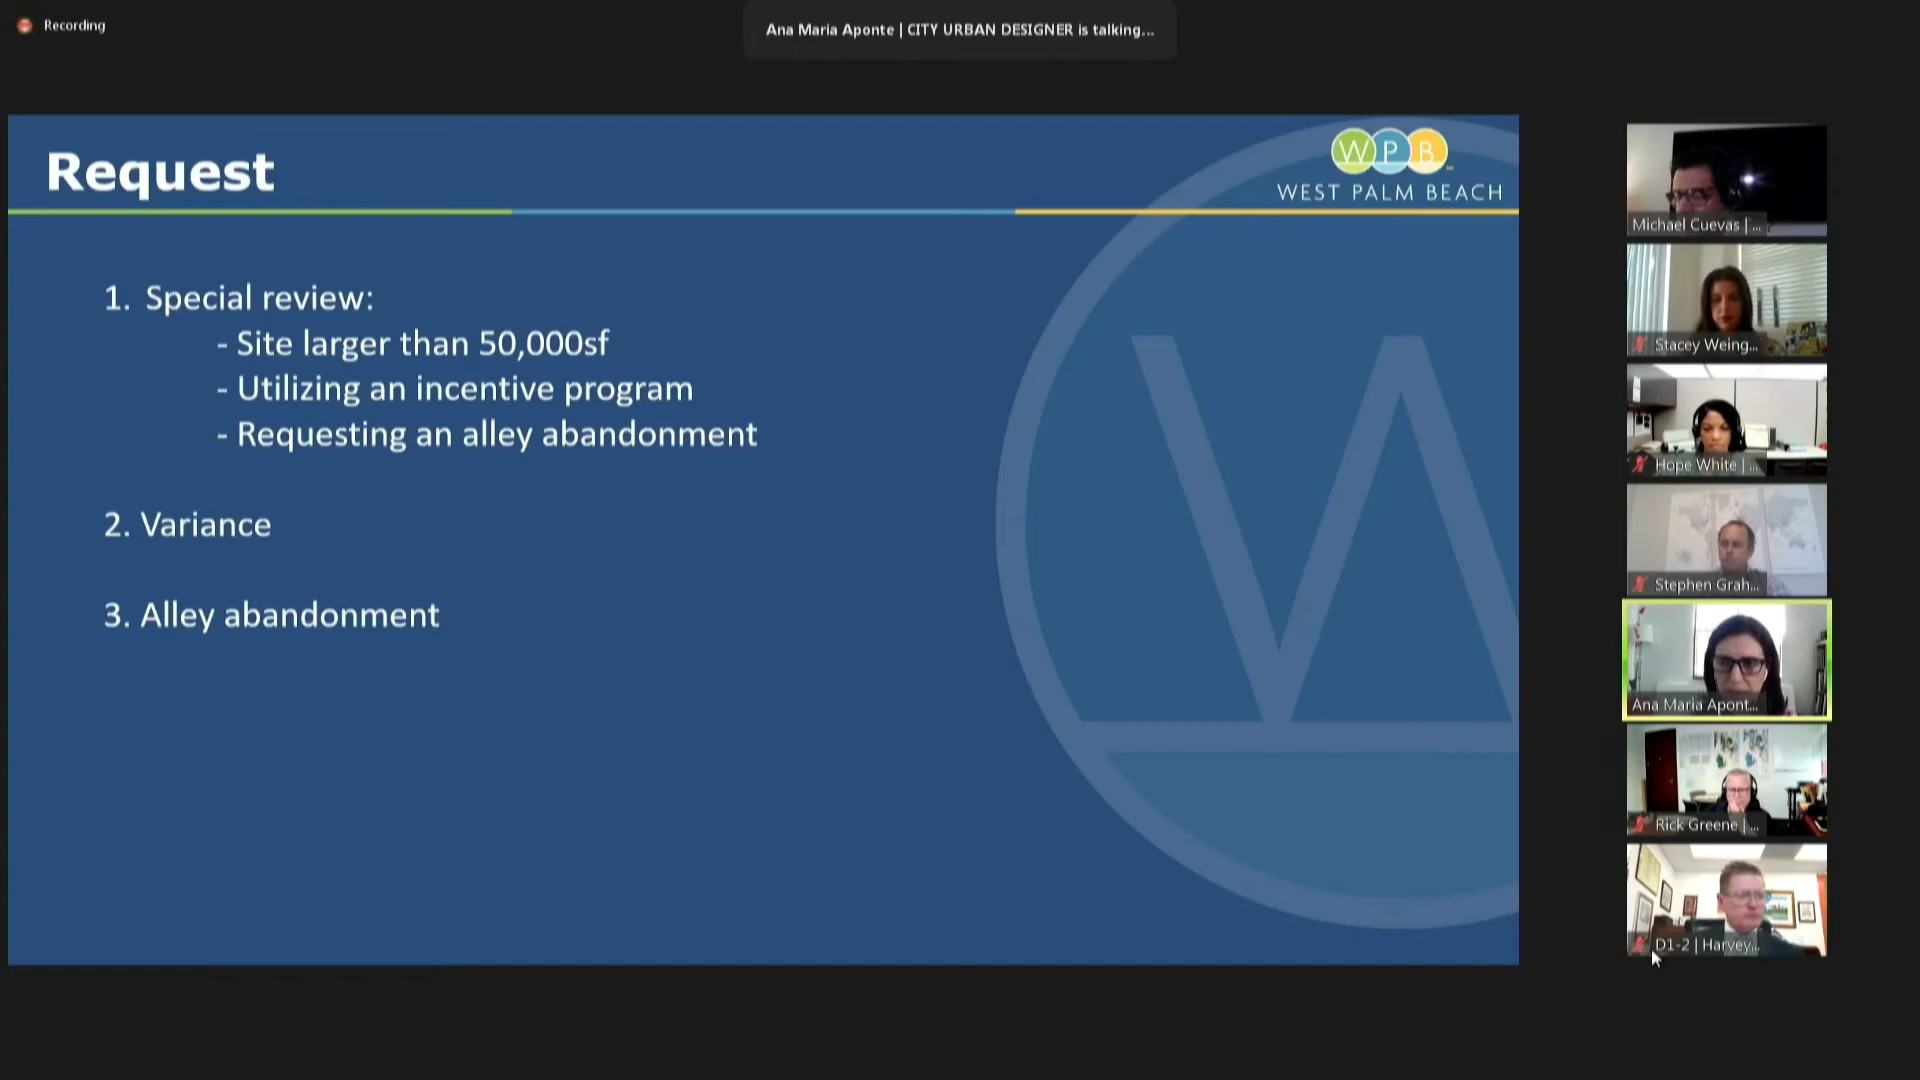 Recording
Ana Maria Aponte | CITY URBAN DESIGNER is talking...
Request
W P B
WEST PALM BEACH
1. Special review:
- Site larger than 50,000sf
- Utilizing an incentive program
- Requesting an alley abandonment
2. Variance
3. Alley abandonment
Michael Cuevas | ...
Stacey Weing...
Hope White | ...
Stephen Grah...
Ana Maria Apont...
Rick Greene | ...
D1-2 | Harvey...